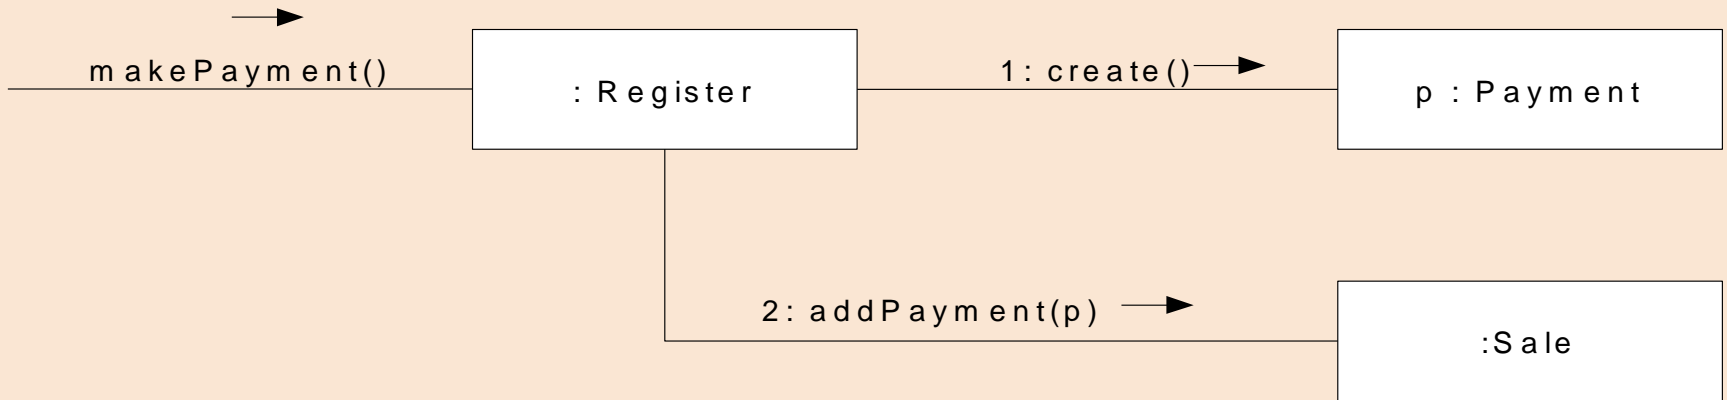 makePayment()
: Register
1: create()
p : Payment
2: addPayment(p)
:Sale